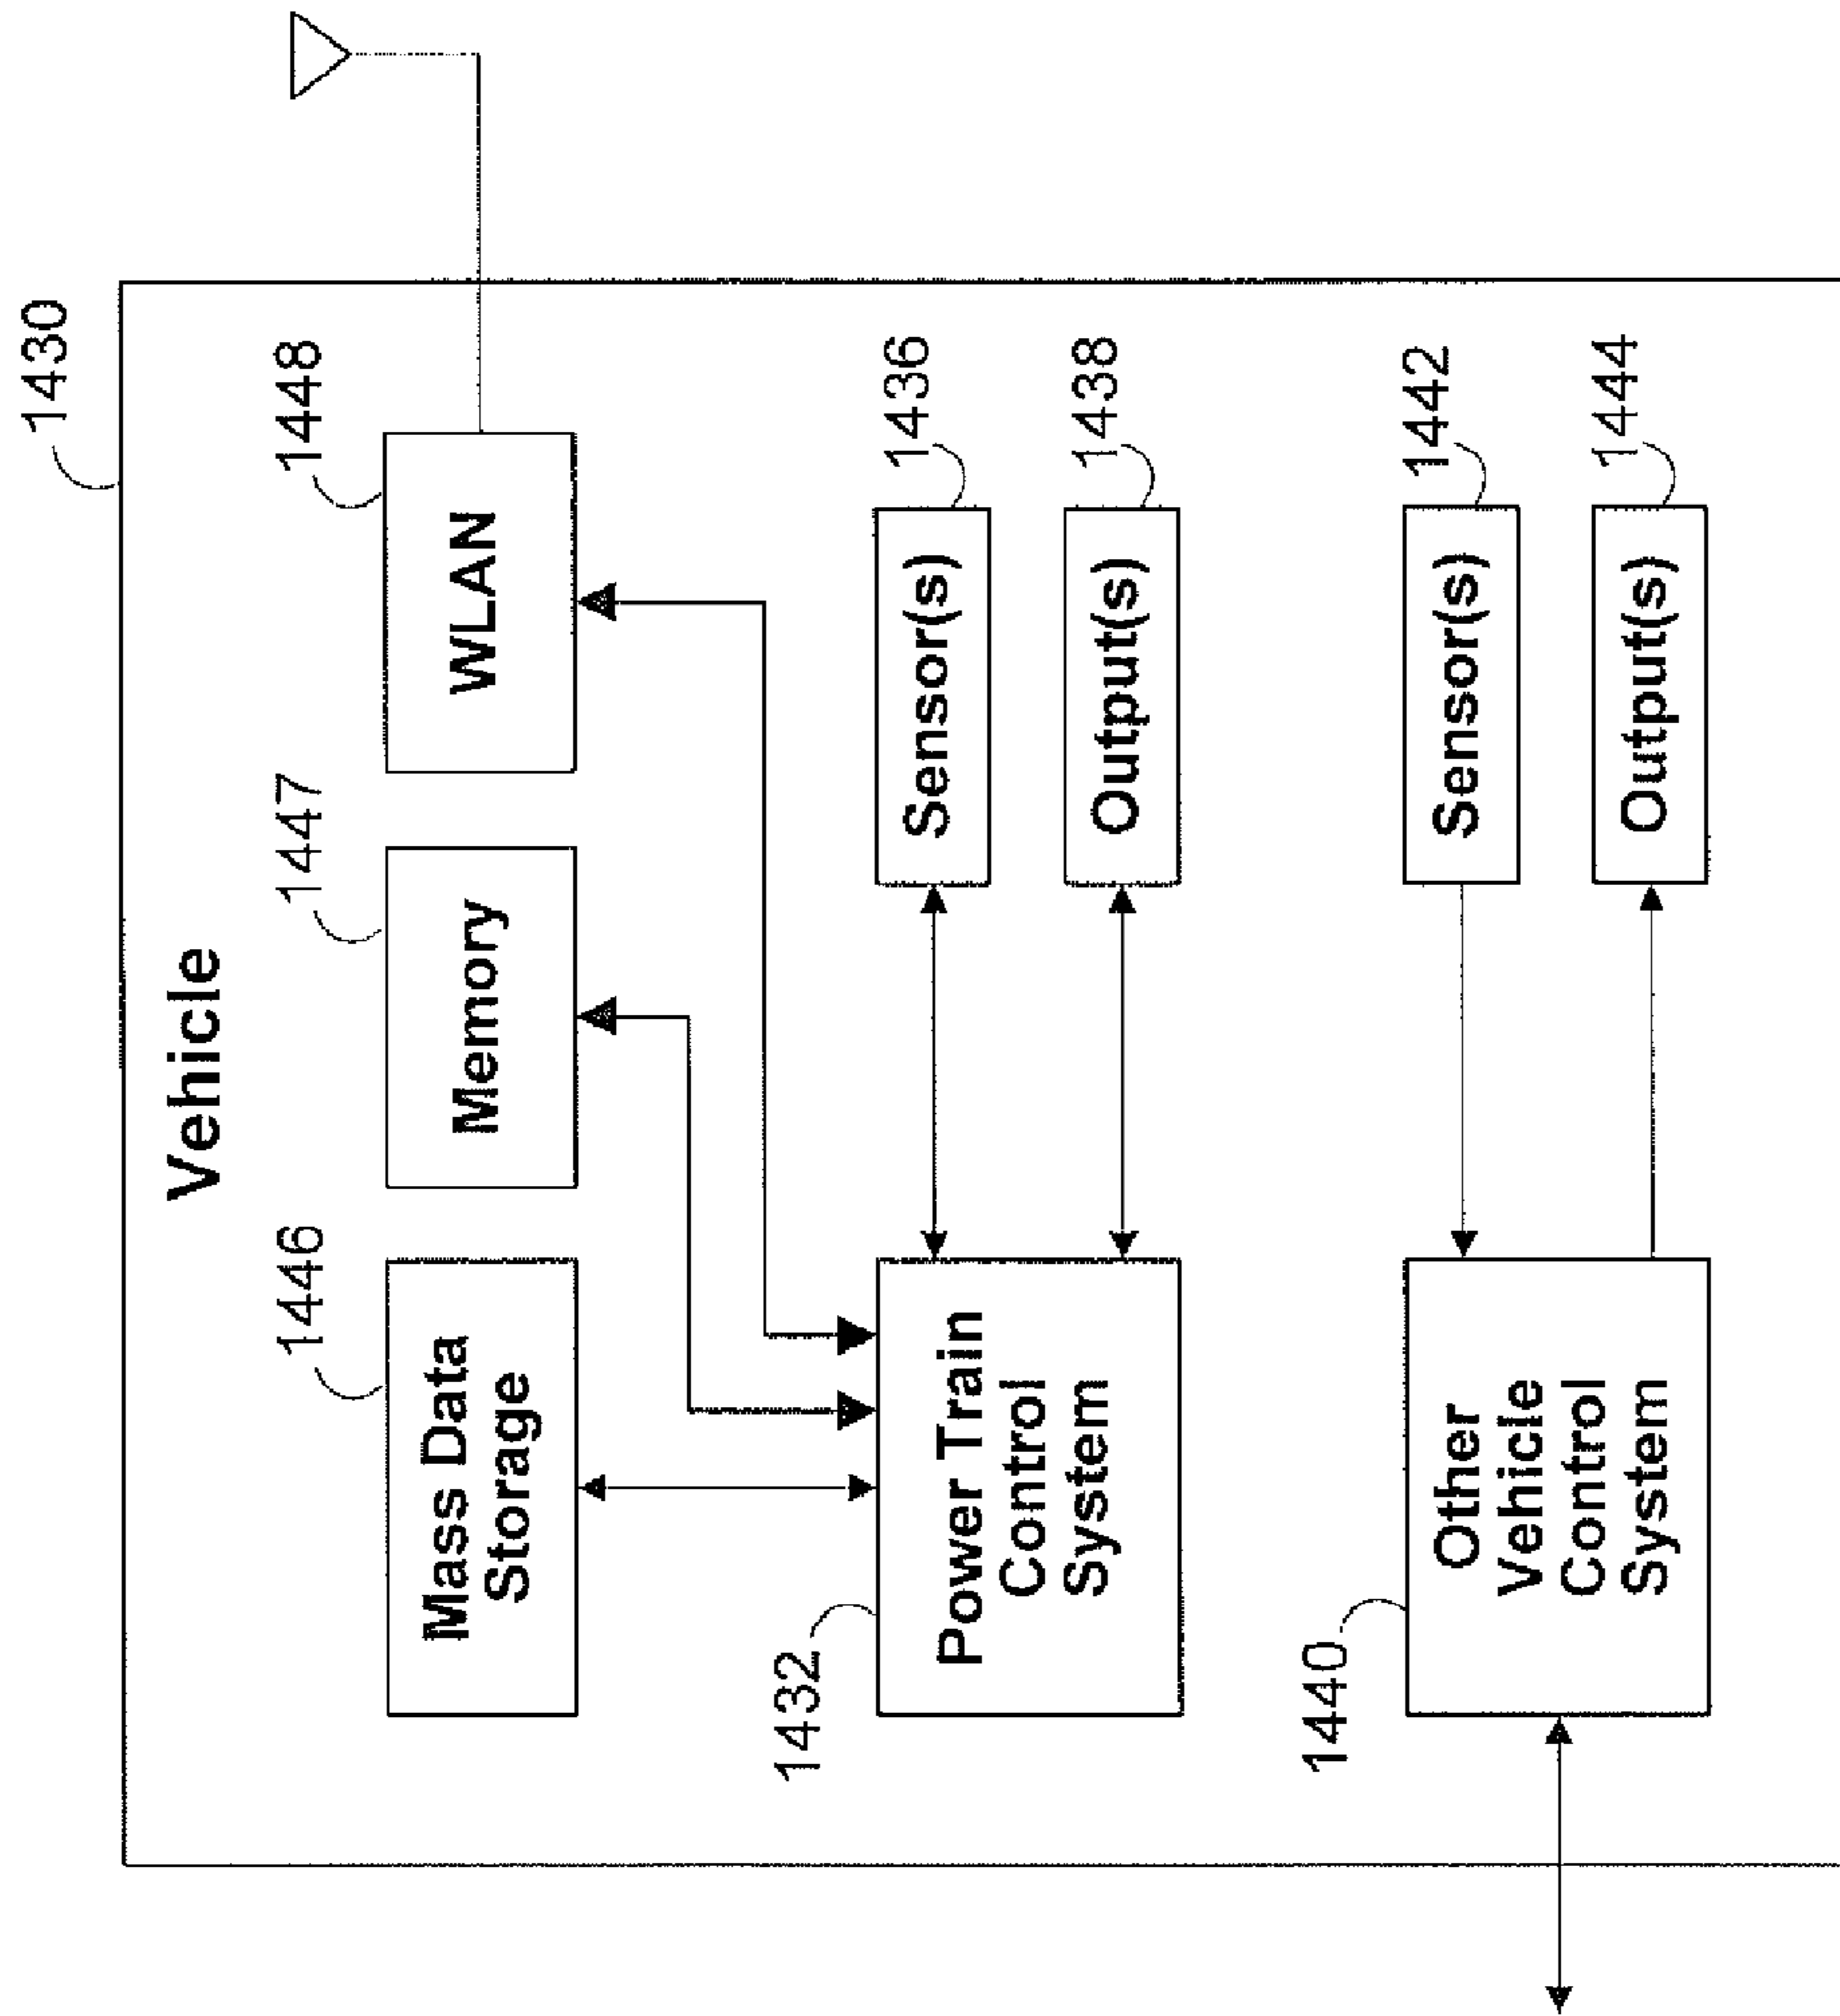 1430
Vehicle
1446
1447
1448
Mass Data
Storage
Memory
WLAN
1432
Power Train
Control
System
Sensor(s)
1436
Output(s)
1438
1440
Other
Vehicle
Control
System
Sensor(s)
1442
Output(s)
1444